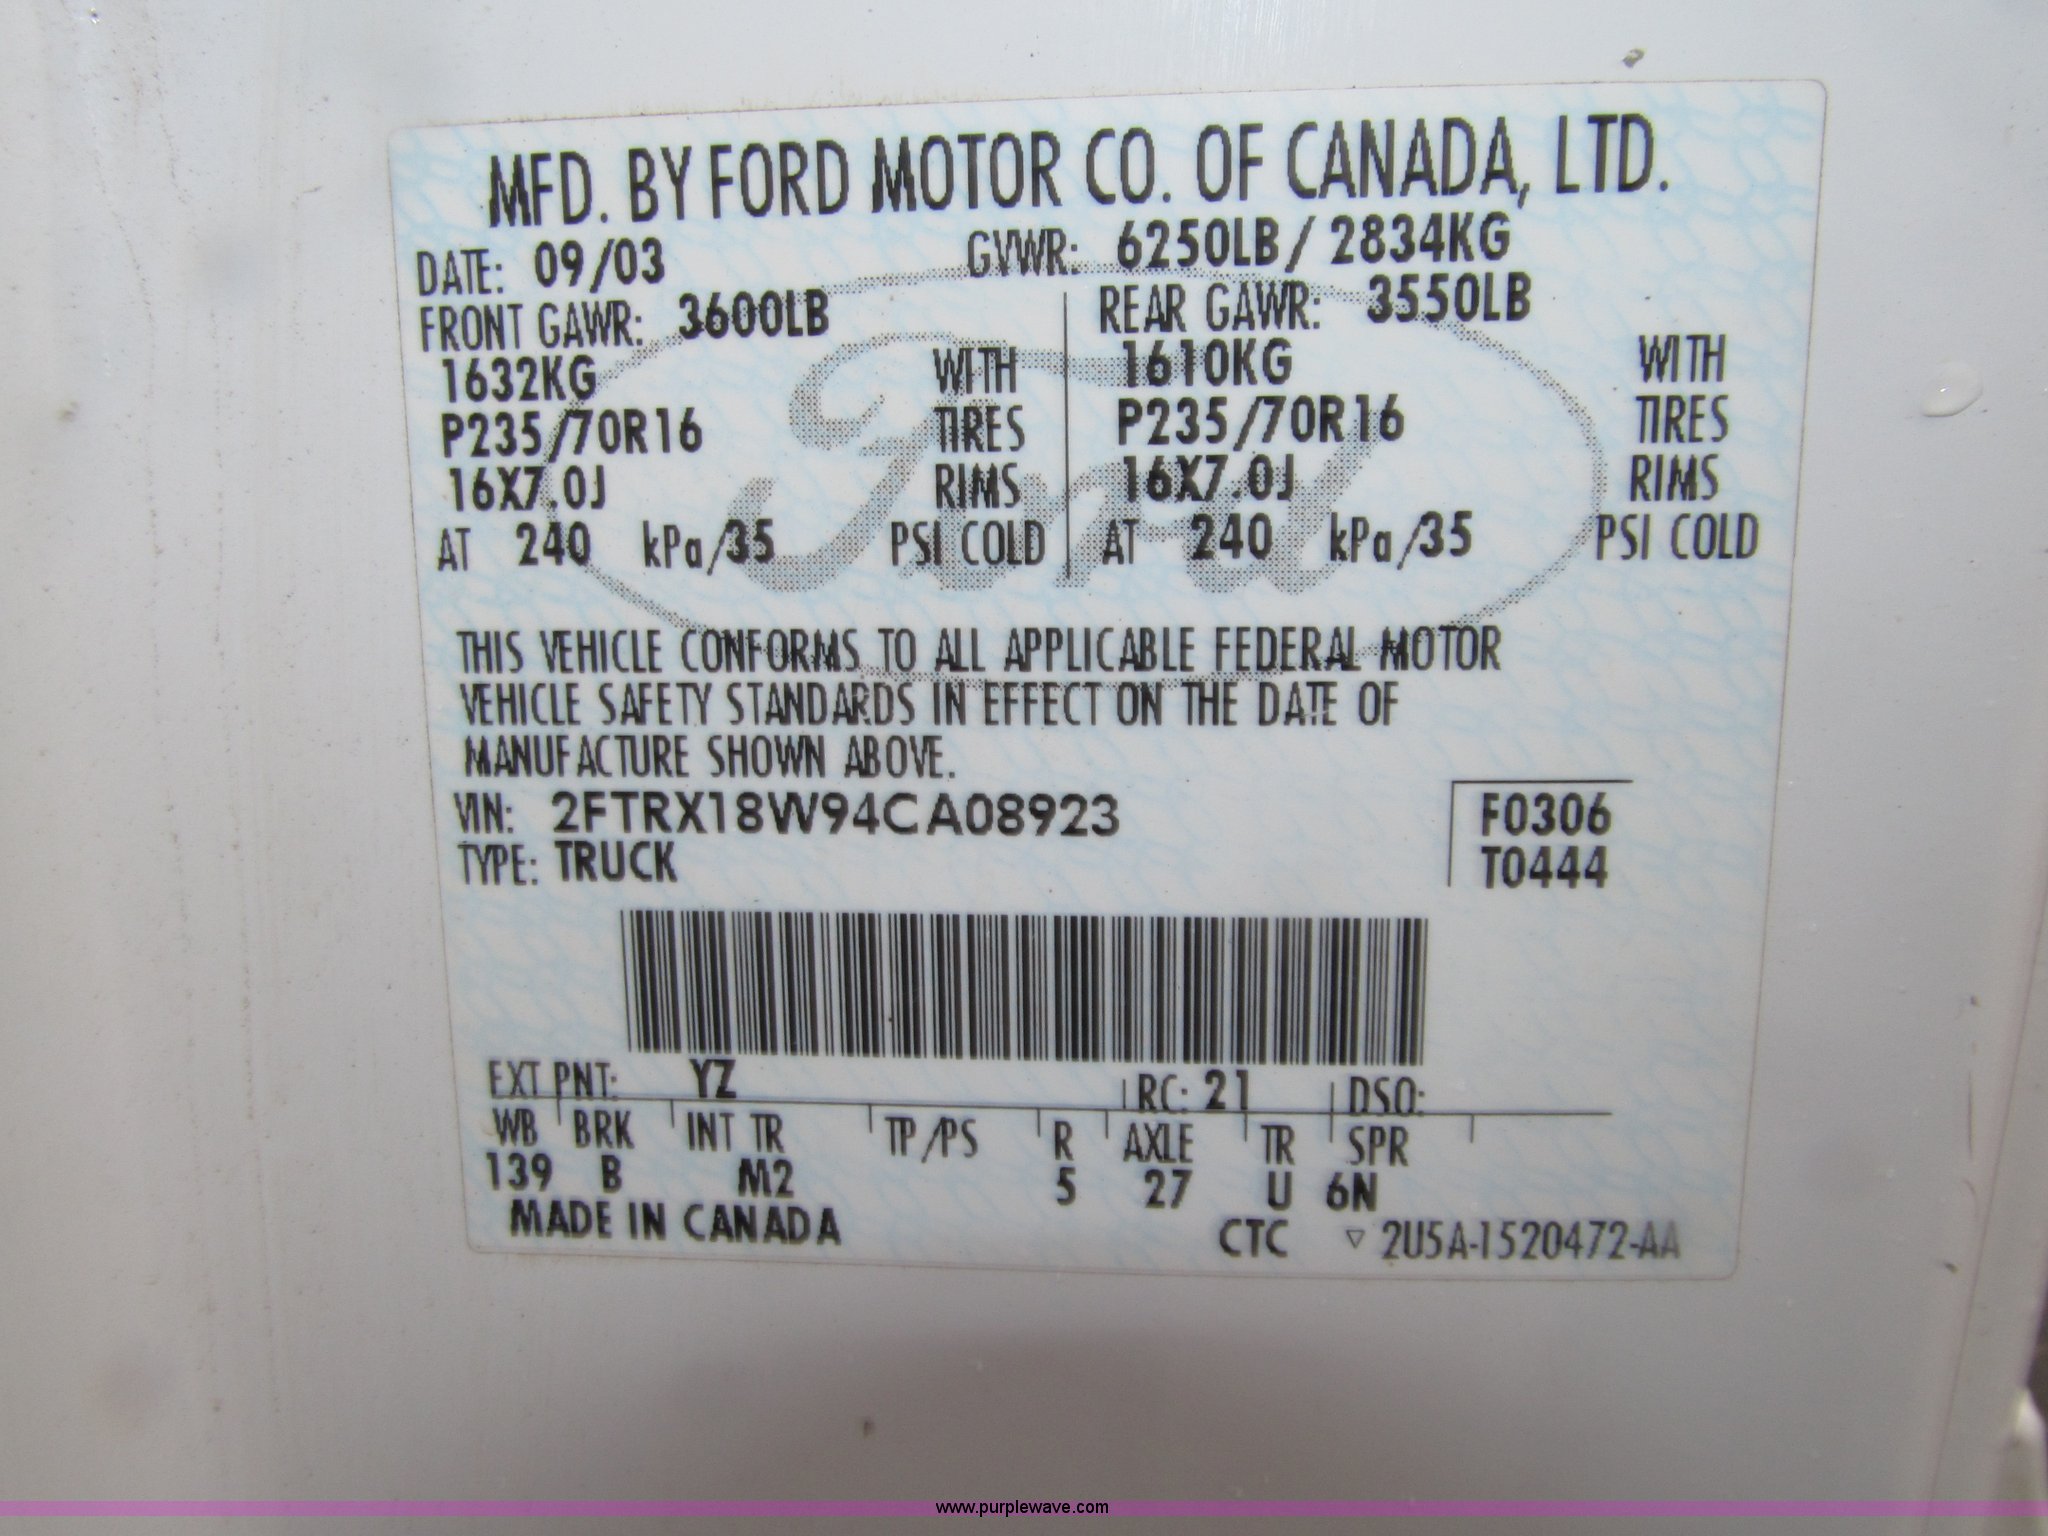 MFD. BY FORD MOTOR CO. OF CANADA, LTD.
DATE: 09/03 GVWR: 6250LB / 2834KG
FRONT GAWR: 3600LB REAR GAWR: 3550LB
1632KG WITH 1610KG WITH
P235/70R16 TIRES P235/70R16 TIRES
16X7.0J RIMS 16X7.0J RIMS
AT 240 kPa/35 PSI COLD AT 240 kPa/35 PSI COLD
Ford
THIS VEHICLE CONFORMS TO ALL APPLICABLE FEDERAL MOTOR
VEHICLE SAFETY STANDARDS IN EFFECT ON THE DATE OF
MANUFACTURE SHOWN ABOVE.
VIN: 2FTRX18W94CA08923 F0306
TYPE: TRUCK T0444
EXT PNT: YZ RC: 21 DSO:
WB BRK INT TR TP/PS R AXLE TR SPR
139 B M2 5 27 U 6N
MADE IN CANADA CTC ▽ 2U5A-1520472-AA
www.purplewave.com